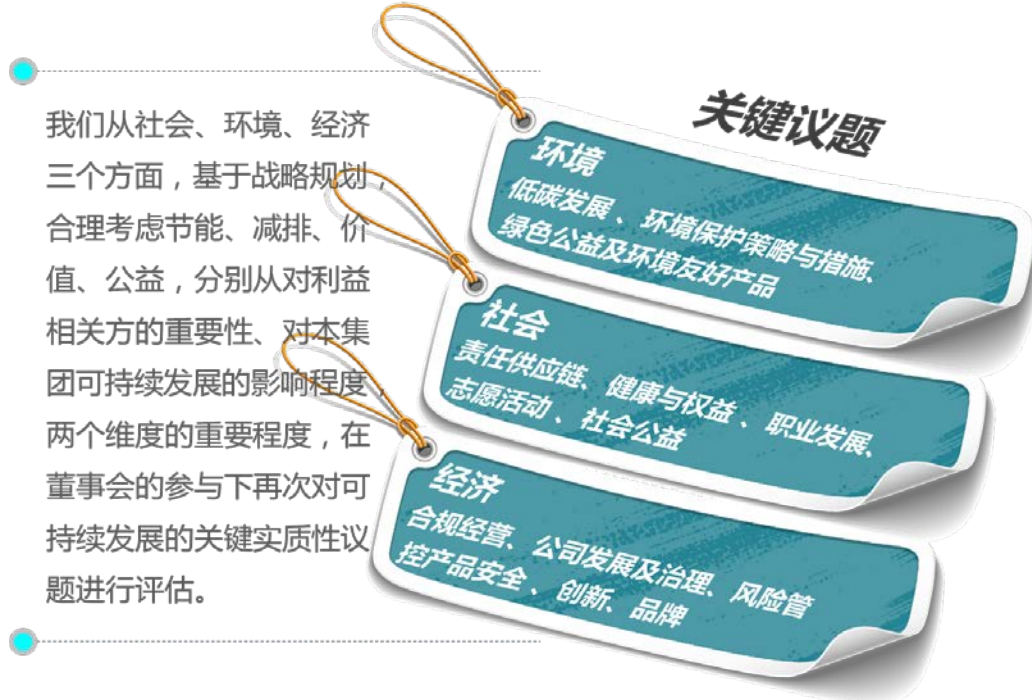 我们从社会、环境、经济
三个方面，基于战略规划，
合理考虑节能、减排、价
值、公益，分别从对利益
相关方的重要性、对本集
团可持续发展的影响程度，
两个维度的重要程度，在
董事会的参与下再次对可
持续发展的关键实质性议
题进行评估。
关键议题
环境
低碳发展、环境保护策略与措施、
绿色公益及环境友好产品
社会
责任供应链、健康与权益、职业发展、
志愿活动、社会公益
经济
合规经营、公司发展及治理、风险管
控产品安全、创新、品牌